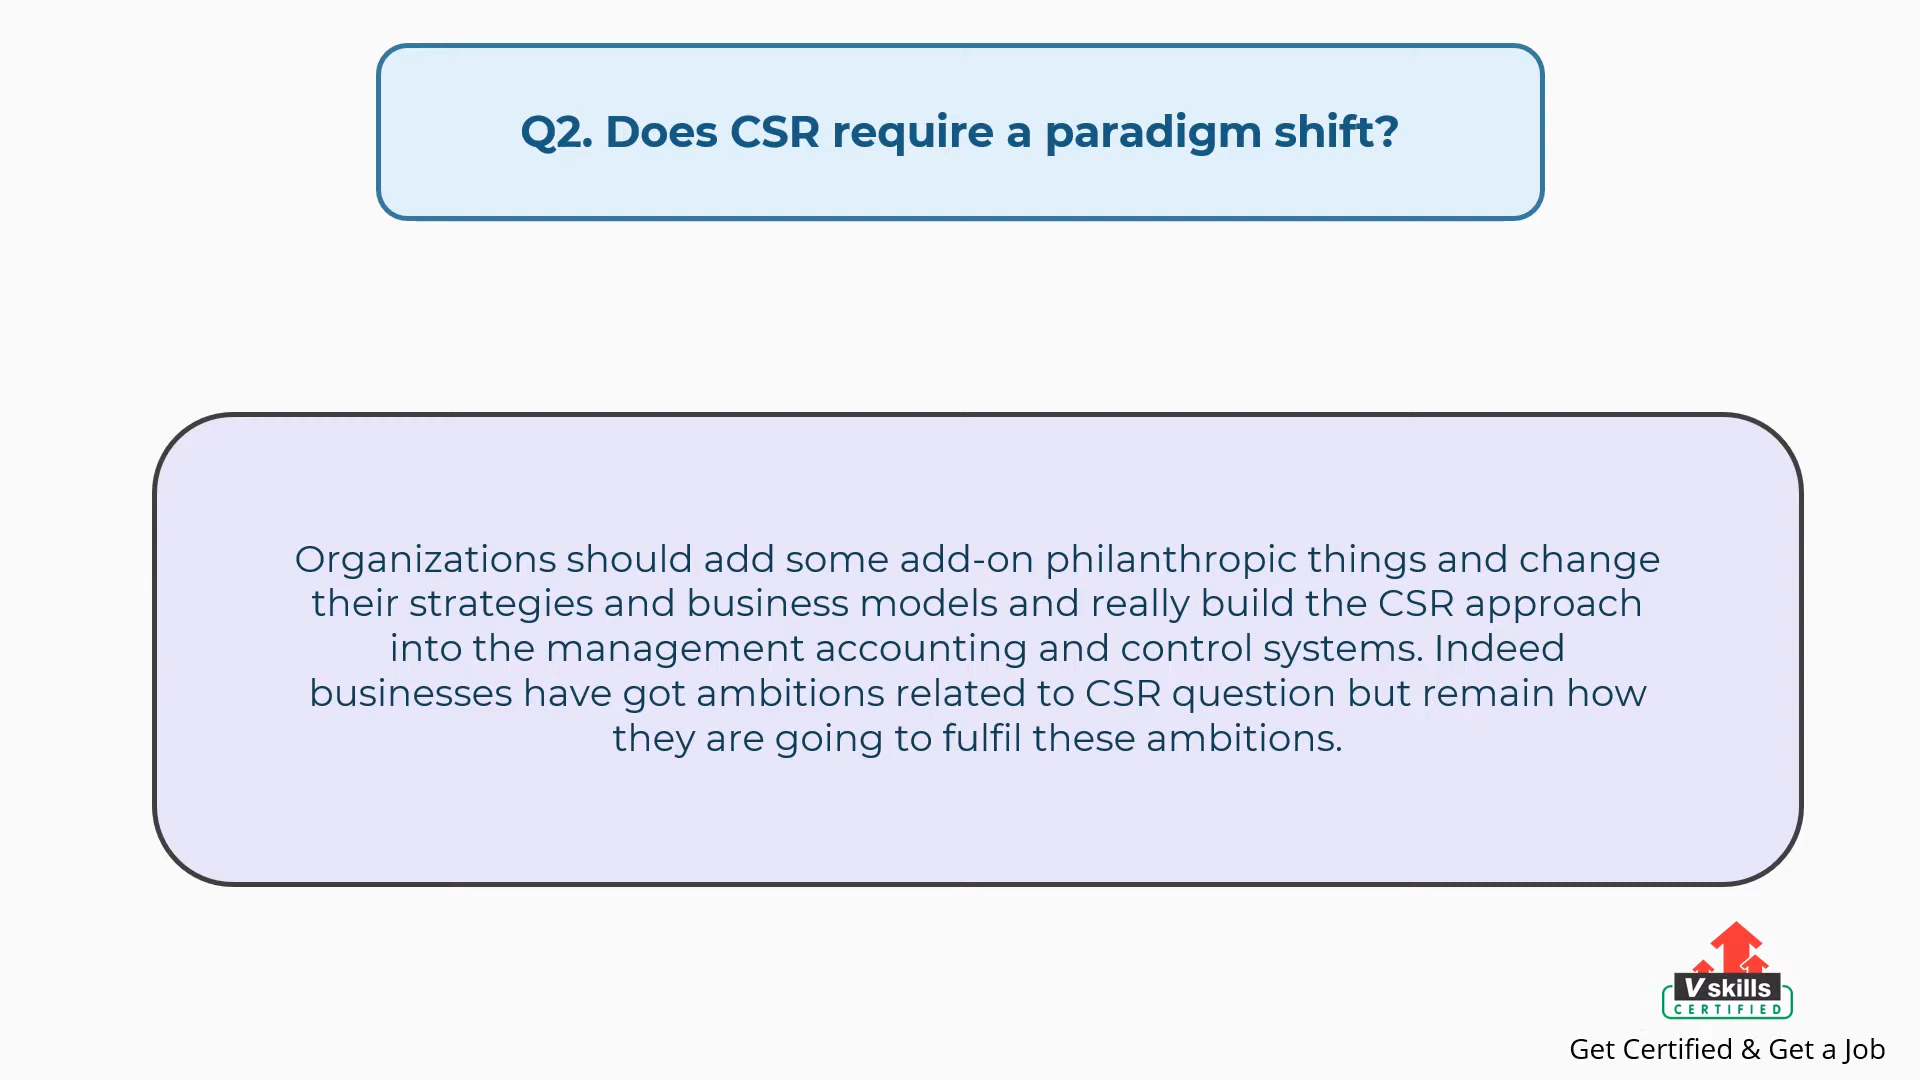 Q2. Does CSR require a paradigm shift?
Organizations should add some add-on philanthropic things and change
their strategies and business models and really build the CSR approach
into the management accounting and control systems. Indeed
businesses have got ambitions related to CSR question but remain how
they are going to fulfil these ambitions.
Vskills
CERTIFIED
Get Certified & Get a Job